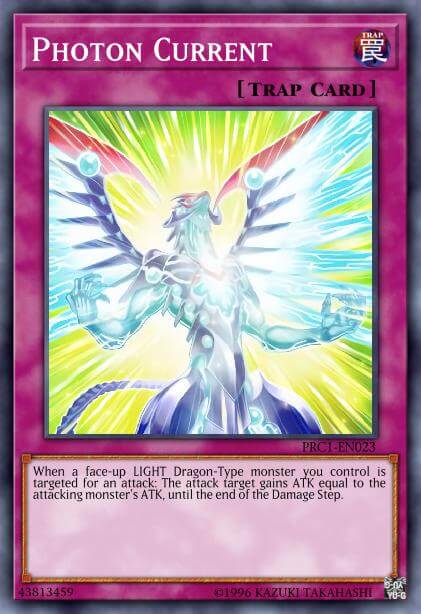 PHOTON CURRENT
TRAP
罠
[TRAP CARD]
PRC1-EN023
When a face-up LIGHT Dragon-Type monster you control is
targeted for an attack: The attack target gains ATK equal to the
attacking monster's ATK, until the end of the Damage Step.
43813459
©1996 KAZUKI TAKAHASHI